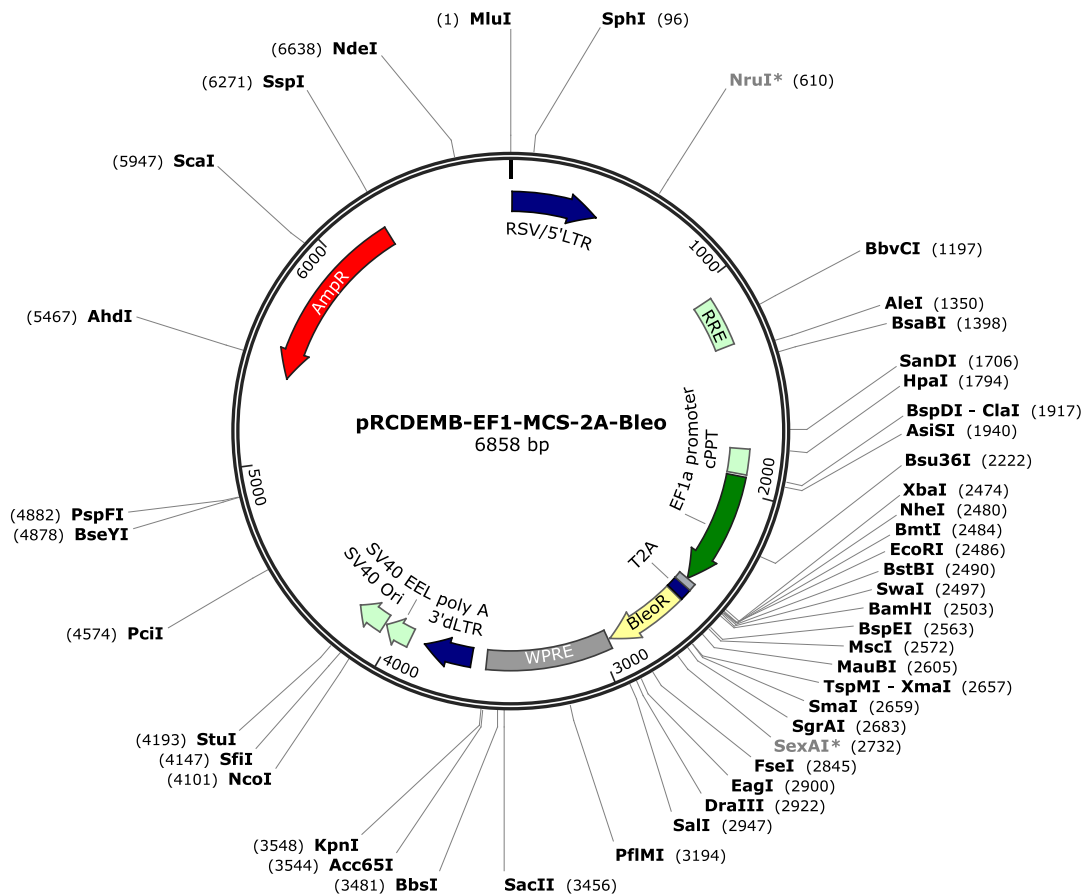 (1) MluI
SphI (96)
NruI* (610)
BbvCI (1197)
AleI (1350)
BsaBI (1398)
SanDI (1706)
HpaI (1794)
BspDI - ClaI (1917)
AsiSI (1940)
Bsu36I (2222)
XbaI (2474)
NheI (2480)
BmtI (2484)
EcoRI (2486)
BstBI (2490)
SwaI (2497)
BamHI (2503)
BspEI (2563)
MscI (2572)
MauBI (2605)
TspMI - XmaI (2657)
SmaI (2659)
SgrAI (2683)
SexAI* (2732)
FseI (2845)
EagI (2900)
DraIII (2922)
SalI (2947)
PflMI (3194)
SacII (3456)
(3481) BbsI
(3544) Acc65I
(3548) KpnI
(4101) NcoI
(4147) SfiI
(4193) StuI
(4574) PciI
(4878) BseYI
(4882) PspFI
(5467) AhdI
(5947) ScaI
(6271) SspI
(6638) NdeI
RSV/5'LTR
1000
RRE
cPPT
EF1a promoter
2000
T2A
BleoR
3000
WPRE
3'dLTR
SV40 EEL poly A
SV40 Ori
4000
5000
AmpR
6000
pRCDEMB-EF1-MCS-2A-Bleo
6858 bp